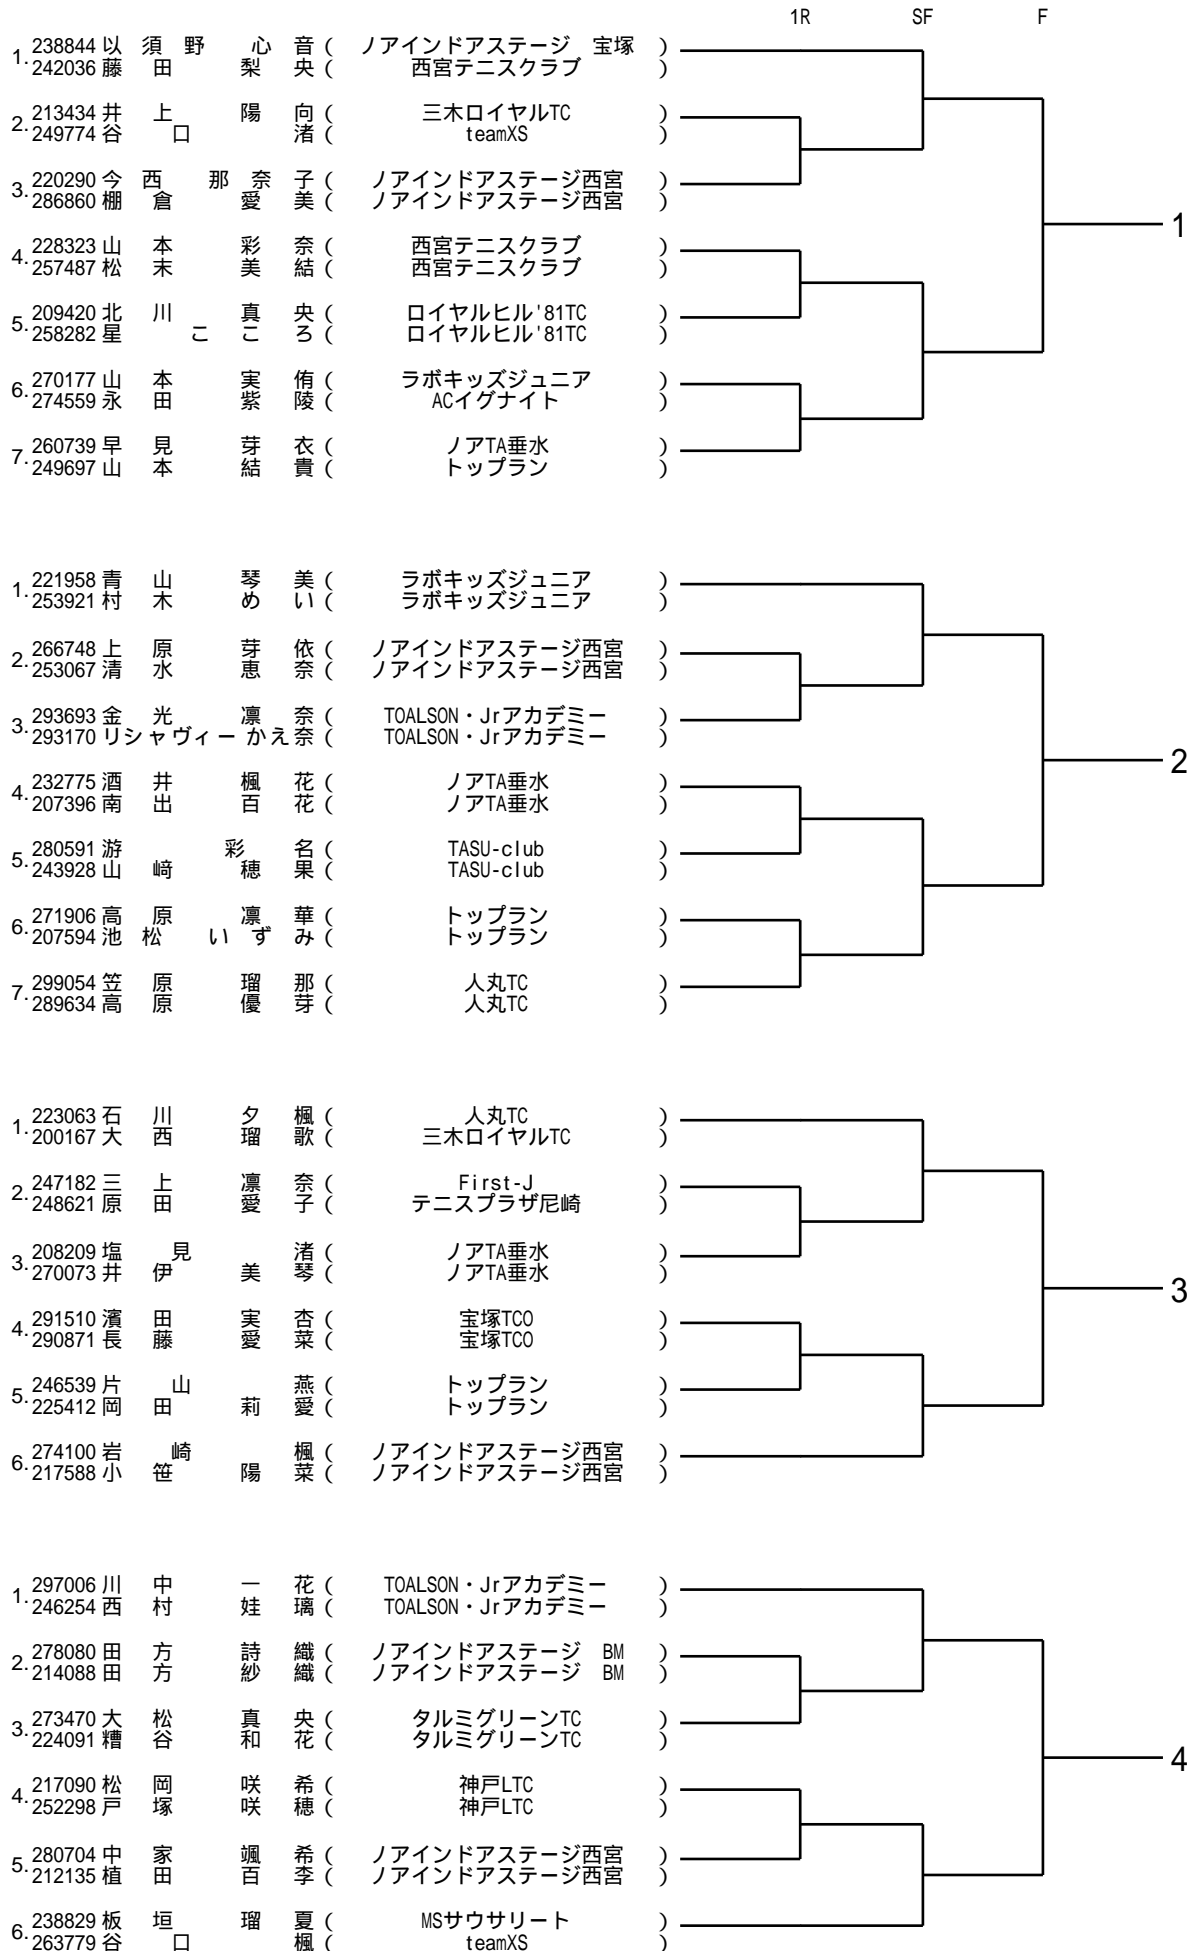 1R SF F
1. 238844 以須野 心音 ( ノアインドアステージ 宝塚 )
242036 藤田 梨央 ( 西宮テニスクラブ )
2. 213434 井上 陽向 ( 三木ロイヤルTC )
249774 谷口 渚 ( teamXS )
3. 220290 今西 那奈子 ( ノアインドアステージ西宮 )
286860 棚倉 愛美 ( ノアインドアステージ西宮 )
1
4. 228323 山本 彩奈 ( 西宮テニスクラブ )
257487 松末 美結 ( 西宮テニスクラブ )
5. 209420 北川 真央 ( ロイヤルヒル'81TC )
258282 星 こころ ( ロイヤルヒル'81TC )
6. 270177 山本 実侑 ( ラボキッズジュニア )
274559 永田 紫陵 ( ACイグナイト )
7. 260739 早見 芽衣 ( ノアTA垂水 )
249697 山本 結貴 ( トップラン )
1. 221958 青山 琴美 ( ラボキッズジュニア )
253921 村木 めい ( ラボキッズジュニア )
2. 266748 上原 芽依 ( ノアインドアステージ西宮 )
253067 清水 恵奈 ( ノアインドアステージ西宮 )
3. 293693 金光 凛奈 ( TOALSON・Jrアカデミー )
293170 リシャヴィーかえ奈 ( TOALSON・Jrアカデミー )
2
4. 232775 酒井 楓花 ( ノアTA垂水 )
207396 南出 百花 ( ノアTA垂水 )
5. 280591 游 彩名 ( TASU-club )
243928 山﨑 穂果 ( TASU-club )
6. 271906 高原 凛華 ( トップラン )
207594 池松 いずみ ( トップラン )
7. 299054 笠原 瑠那 ( 人丸TC )
289634 高原 優芽 ( 人丸TC )
1. 223063 石川 夕楓 ( 人丸TC )
200167 大西 瑠歌 ( 三木ロイヤルTC )
2. 247182 三上 凛奈 ( First-J )
248621 原田 愛子 ( テニスプラザ尼崎 )
3. 208209 塩見 渚 ( ノアTA垂水 )
270073 井伊 美琴 ( ノアTA垂水 )
3
4. 291510 濱田 実杏 ( 宝塚TCO )
290871 長藤 愛菜 ( 宝塚TCO )
5. 246539 片山 燕 ( トップラン )
225412 岡田 莉愛 ( トップラン )
6. 274100 岩崎 楓 ( ノアインドアステージ西宮 )
217588 小笹 陽菜 ( ノアインドアステージ西宮 )
1. 297006 川中 一花 ( TOALSON・Jrアカデミー )
246254 西村 娃璃 ( TOALSON・Jrアカデミー )
2. 278080 田方 詩織 ( ノアインドアステージ BM )
214088 田方 紗織 ( ノアインドアステージ BM )
3. 273470 大松 真央 ( タルミグリーンTC )
224091 糟谷 和花 ( タルミグリーンTC )
4
4. 217090 松岡 咲希 ( 神戸LTC )
252298 戸塚 咲穂 ( 神戸LTC )
5. 280704 中家 颯希 ( ノアインドアステージ西宮 )
212135 植田 百李 ( ノアインドアステージ西宮 )
6. 238829 板垣 瑠夏 ( MSサウサリート )
263779 谷口 楓 ( teamXS )